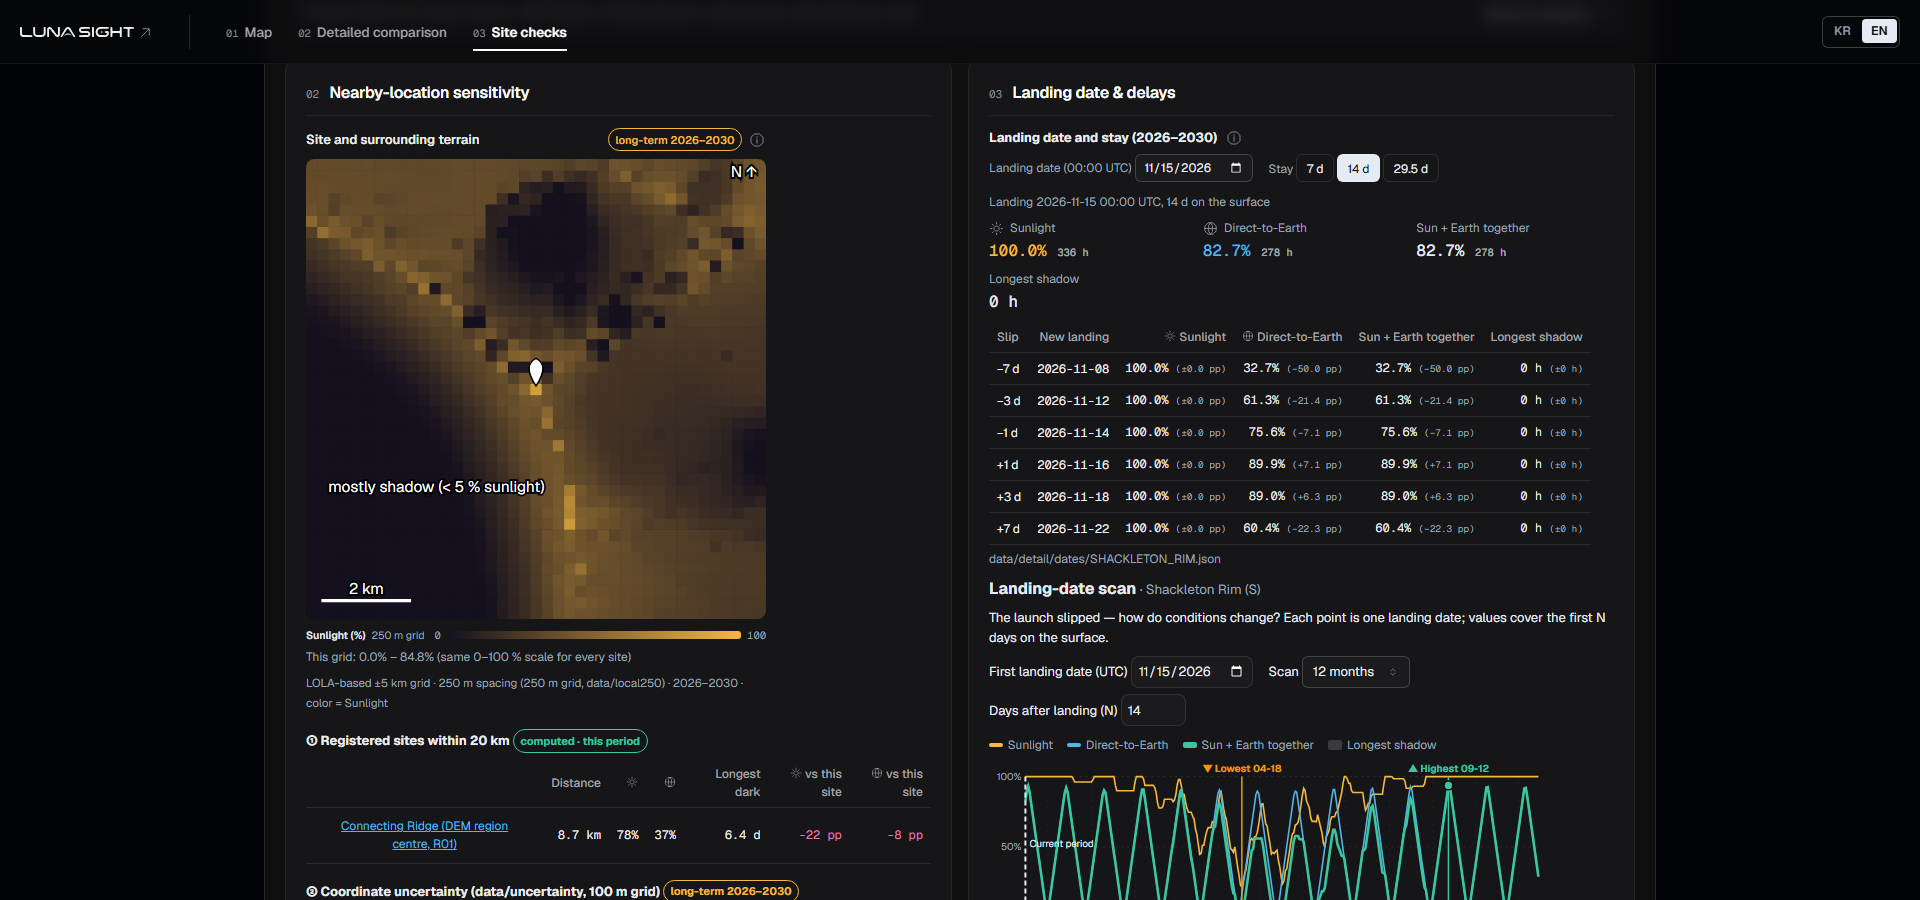 LUNA SIGHT ↗
01 Map
02 Detailed comparison
03 Site checks
KR EN
02 Nearby-location sensitivity
Site and surrounding terrain
long-term 2026–2030
N↑
mostly shadow (< 5 % sunlight)
2 km
Sunlight (%) 250 m grid 0 100
This grid: 0.0% – 84.8% (same 0–100 % scale for every site)
LOLA-based ±5 km grid · 250 m spacing (250 m grid, data/local250) · 2026–2030 ·
color = Sunlight
① Registered sites within 20 km computed · this period
Distance Longest dark vs this site vs this site
Connecting Ridge (DEM region
centre, R01)
8.7 km 78% 37% 6.4 d -22 pp -8 pp
② Coordinate uncertainty (data/uncertainty, 100 m grid) long-term 2026–2030
03 Landing date & delays
Landing date and stay (2026–2030)
Landing date (00:00 UTC) 11/15/2026 Stay 7 d 14 d 29.5 d
Landing 2026-11-15 00:00 UTC, 14 d on the surface
Sunlight Direct-to-Earth Sun + Earth together
100.0% 336 h 82.7% 278 h 82.7% 278 h
Longest shadow
0 h
Slip New landing Sunlight Direct-to-Earth Sun + Earth together Longest shadow
−7 d 2026-11-08 100.0% (±0.0 pp) 32.7% (−50.0 pp) 32.7% (−50.0 pp) 0 h (±0 h)
−3 d 2026-11-12 100.0% (±0.0 pp) 61.3% (−21.4 pp) 61.3% (−21.4 pp) 0 h (±0 h)
−1 d 2026-11-14 100.0% (±0.0 pp) 75.6% (−7.1 pp) 75.6% (−7.1 pp) 0 h (±0 h)
+1 d 2026-11-16 100.0% (±0.0 pp) 89.9% (+7.1 pp) 89.9% (+7.1 pp) 0 h (±0 h)
+3 d 2026-11-18 100.0% (±0.0 pp) 89.0% (+6.3 pp) 89.0% (+6.3 pp) 0 h (±0 h)
+7 d 2026-11-22 100.0% (±0.0 pp) 60.4% (−22.3 pp) 60.4% (−22.3 pp) 0 h (±0 h)
data/detail/dates/SHACKLETON_RIM.json
Landing-date scan · Shackleton Rim (S)
The launch slipped — how do conditions change? Each point is one landing date; values cover the first N
days on the surface.
First landing date (UTC) 11/15/2026 Scan 12 months
Days after landing (N) 14
Sunlight Direct-to-Earth Sun + Earth together Longest shadow
▼ Lowest 04-18 ▲ Highest 09-12
100%
50%
Current period